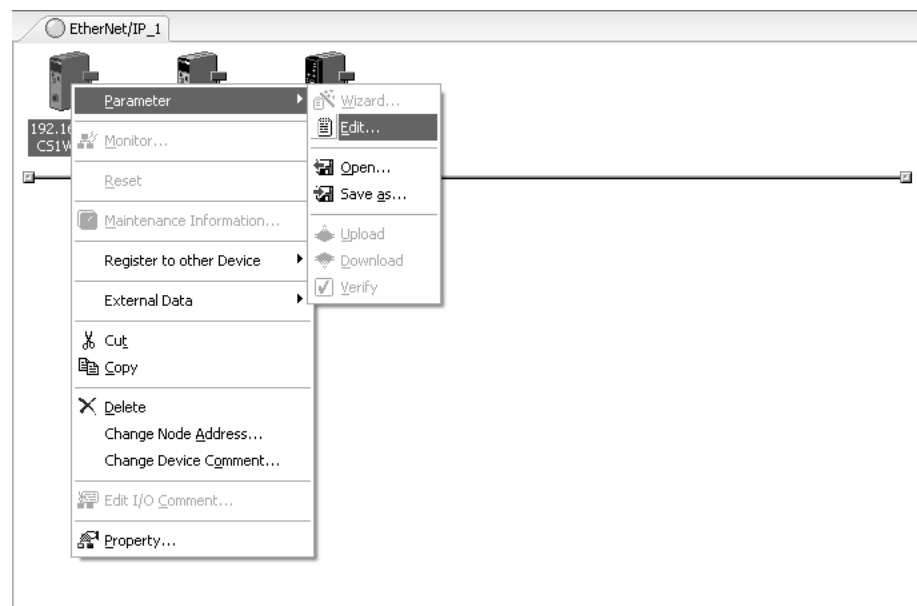 EtherNet/IP_1
192.16
CS1W
Parameter
Monitor...
Reset
Maintenance Information...
Register to other Device
External Data
Cut
Copy
Delete
Change Node Address...
Change Device Comment...
Edit I/O Comment...
Property...
Wizard...
Edit...
Open...
Save as...
Upload
Download
Verify